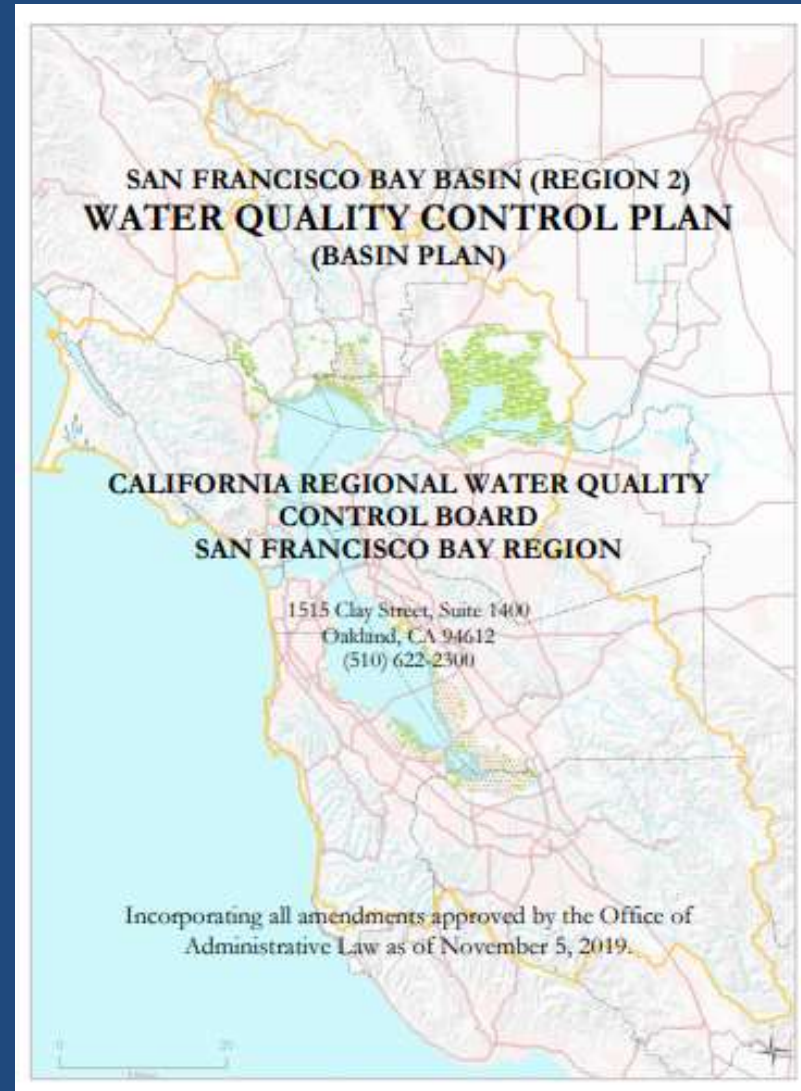 SAN FRANCISCO BAY BASIN (REGION 2)
WATER QUALITY CONTROL PLAN
(BASIN PLAN)
CALIFORNIA REGIONAL WATER QUALITY
CONTROL BOARD
SAN FRANCISCO BAY REGION
1515 Clay Street, Suite 1400
Oakland, CA 94612
(510) 622-2300
Incorporating all amendments approved by the Office of
Administrative Law as of November 5, 2019.
0 20